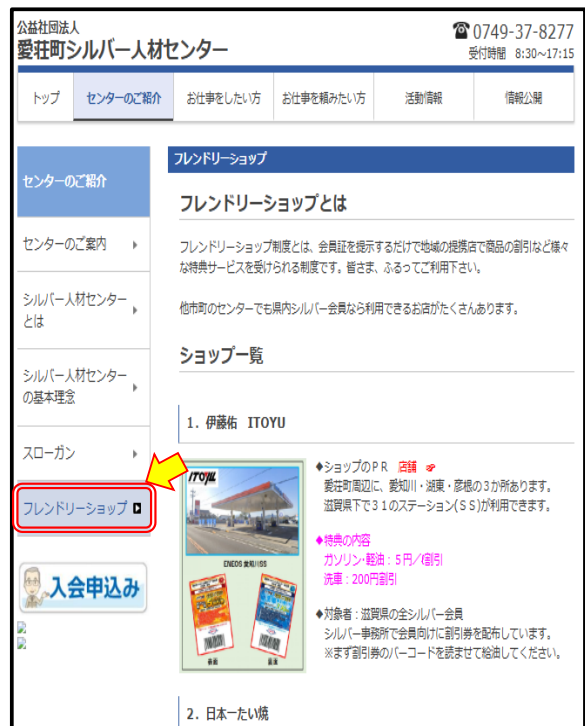 公益社団法人
愛荘町シルバー人材センター
☎0749-37-8277
受付時間 8:30～17:15
トップ
センターのご紹介
お仕事をしたい方
お仕事を頼みたい方
活動情報
情報公開
センターのご紹介
センターのご案内
シルバー人材センター
とは
シルバー人材センター
の基本理念
スローガン
フレンドリーショップ
入会申込み
フレンドリーショップ
フレンドリーショップとは
フレンドリーショップ制度とは、会員証を提示するだけで地域の提携店で商品の割引など様々
な特典サービスを受けられる制度です。皆さま、ふるってご利用下さい。
他市町のセンターでも県内シルバー会員なら利用できるお店がたくさんあります。
ショップ一覧
1. 伊藤佑 ITOYU
ITOYU
ENEOS 愛知川SS
表面
裏面
◆ショップのPR 店舗 ☞
愛荘町周辺に、愛知川・湖東・彦根の3か所あります。
滋賀県下で31のステーション(SS)が利用できます。
◆特典の内容
ガソリン・軽油：5円／ℓ割引
洗車：200円割引
◆対象者：滋賀県の全シルバー会員
シルバー事務所で会員向けに割引券を配布しています。
※まず割引券のバーコードを読ませて給油してください。
2. 日本一たい焼